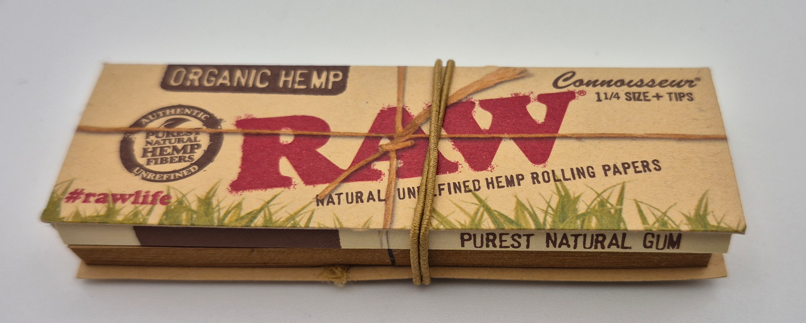 ORGANIC HEMP
Connoisseur®
1 1/4 SIZE + TIPS
AUTHENTIC
PUREST
NATURAL
HEMP
FIBERS
UNREFINED
RAW®
NATURAL UNREFINED HEMP ROLLING PAPERS
#rawlife
PUREST NATURAL GUM